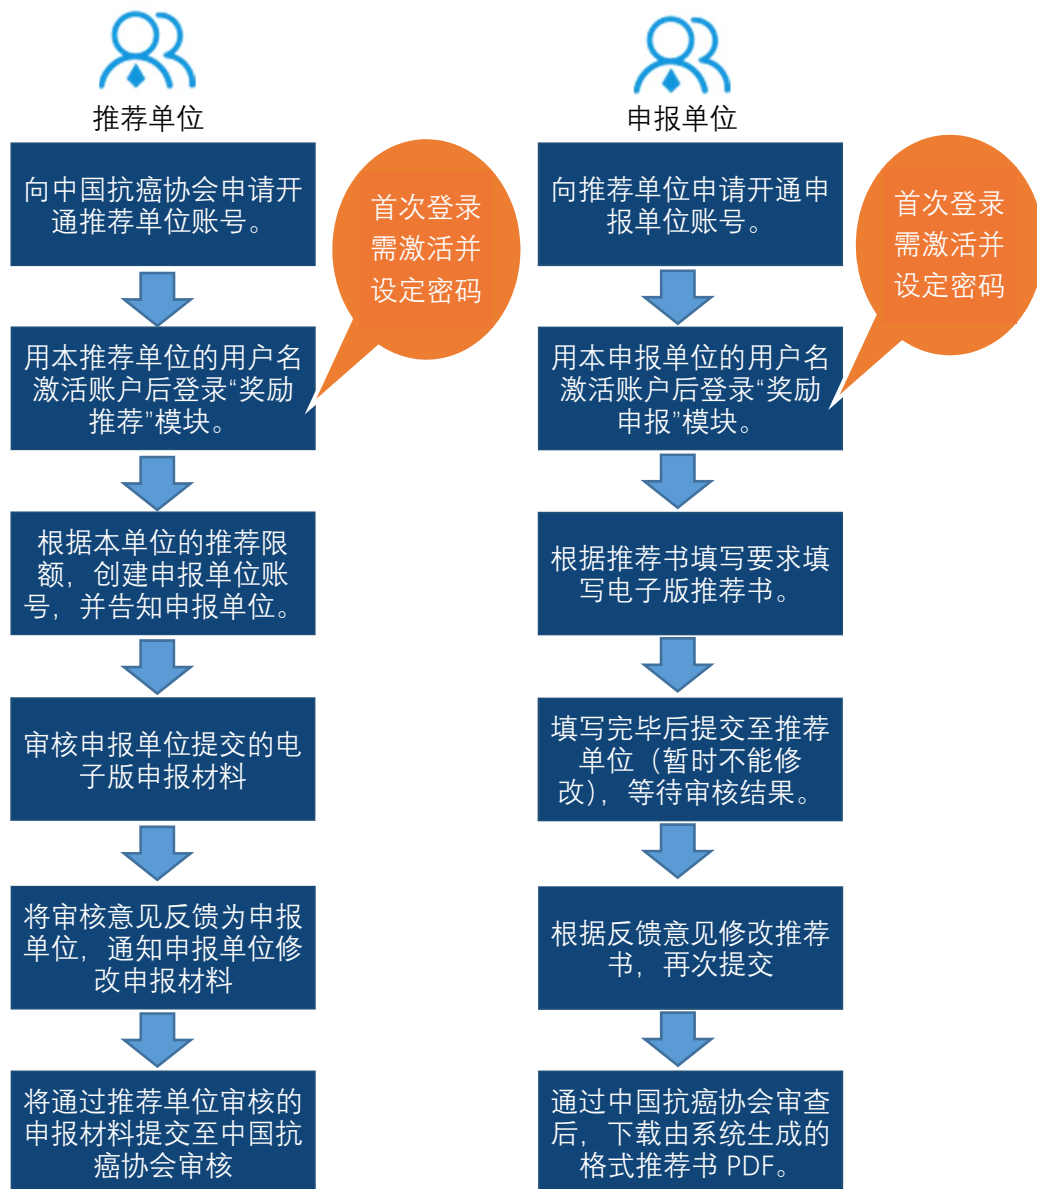 推荐单位
向中国抗癌协会申请开
通推荐单位账号。
首次登录
需激活并
设定密码
用本推荐单位的用户名
激活账户后登录“奖励
推荐”模块。
根据本单位的推荐限
额，创建申报单位账
号，并告知申报单位。
审核申报单位提交的电
子版申报材料
将审核意见反馈为申报
单位，通知申报单位修
改申报材料
将通过推荐单位审核的
申报材料提交至中国抗
癌协会审核
申报单位
向推荐单位申请开通申
报单位账号。
首次登录
需激活并
设定密码
用本申报单位的用户名
激活账户后登录“奖励
申报”模块。
根据推荐书填写要求填
写电子版推荐书。
填写完毕后提交至推荐
单位（暂时不能修
改），等待审核结果。
根据反馈意见修改推荐
书，再次提交
通过中国抗癌协会审查
后，下载由系统生成的
格式推荐书 PDF。